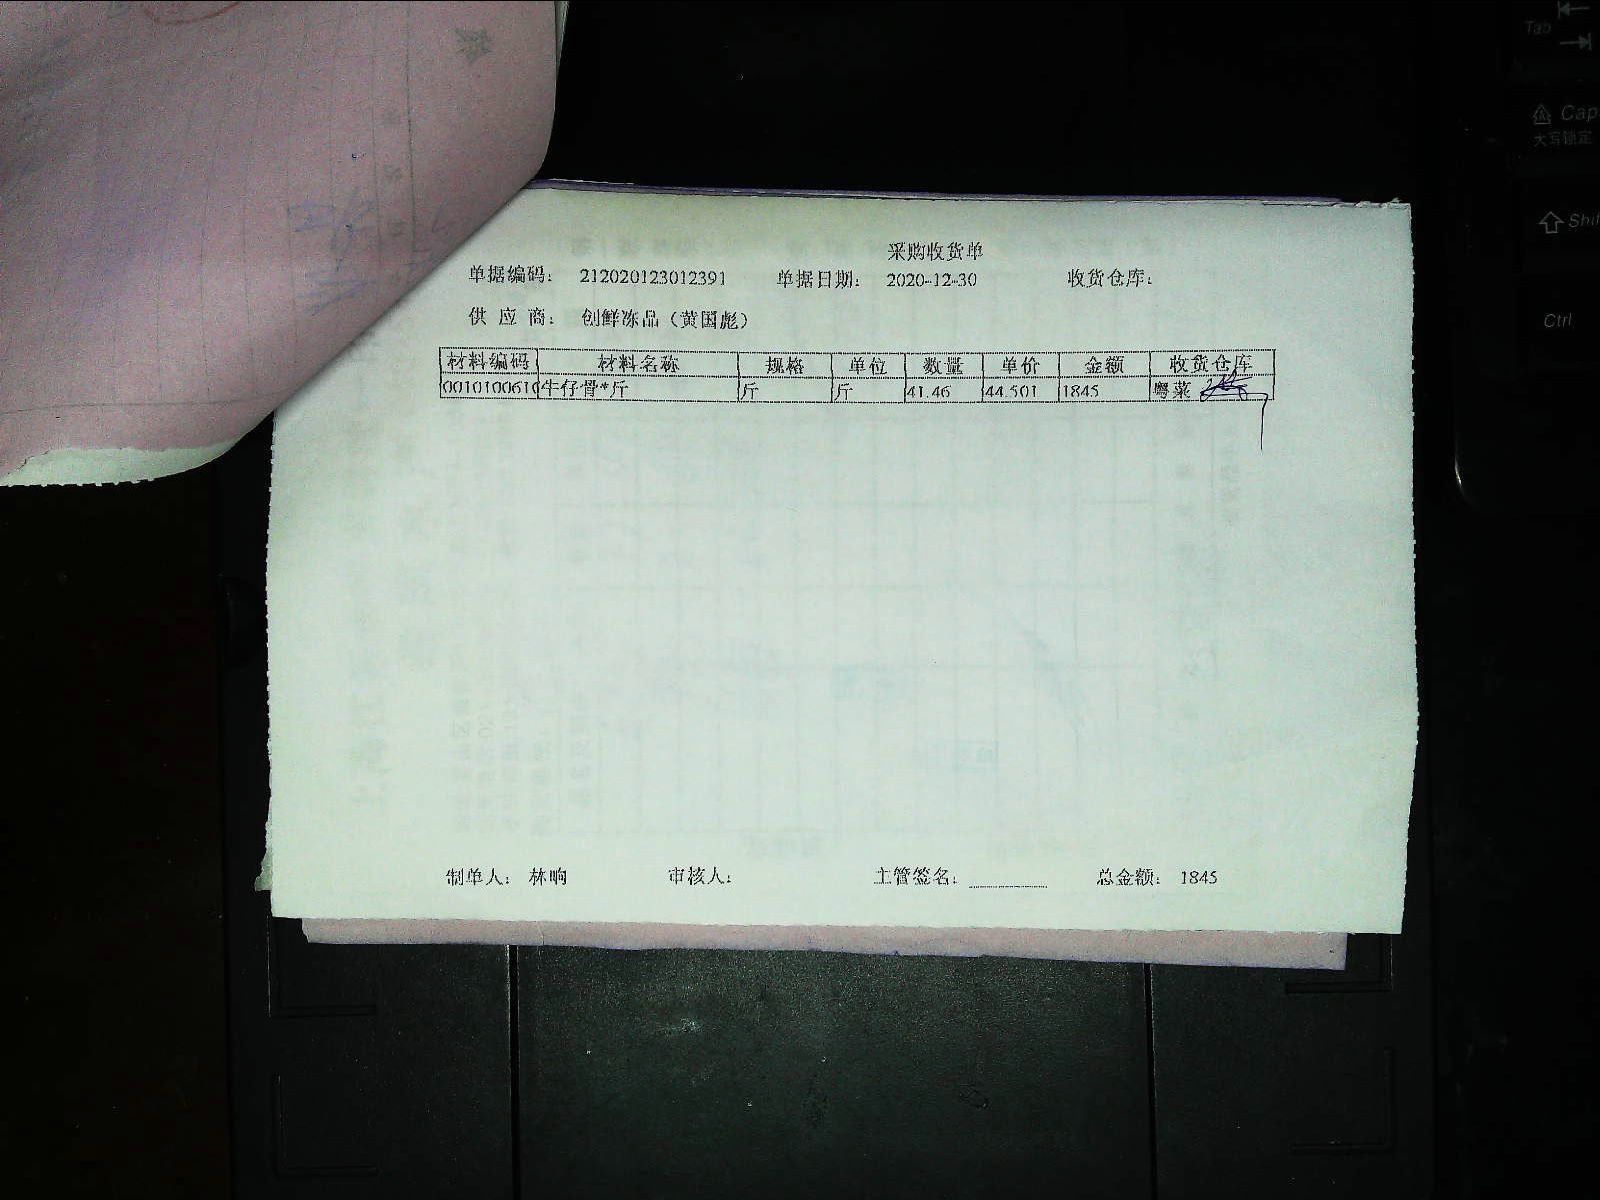 采购收货单
单据编码： 212020123012391 单据日期： 2020-12-30 收货仓库：
供 应 商： 创鲜冻品（黄国彪）
材料编码 材料名称 规格 单位 数量 单价 金额 收货仓库
0010100610 牛仔骨*斤 斤 斤 41.46 44.501 1845 粤菜
制单人： 林响 审核人： 主管签名： 总金额： 1845
Tab
Cap
大写锁定
Shi
Ctrl